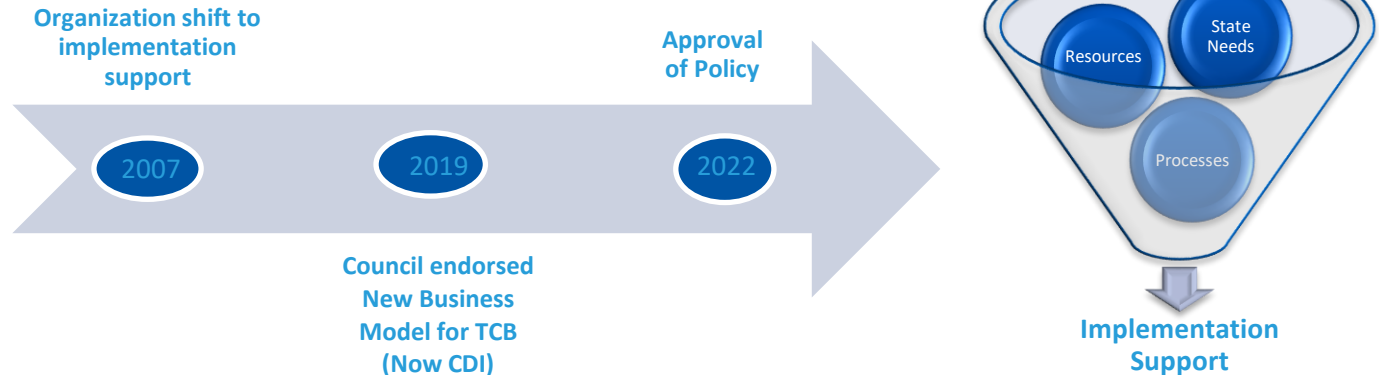 Organization shift to
implementation
support
Approval
of Policy
2007
2019
2022
Council endorsed
New Business
Model for TCB
(Now CDI)
State
Needs
Resources
Processes
Implementation
Support